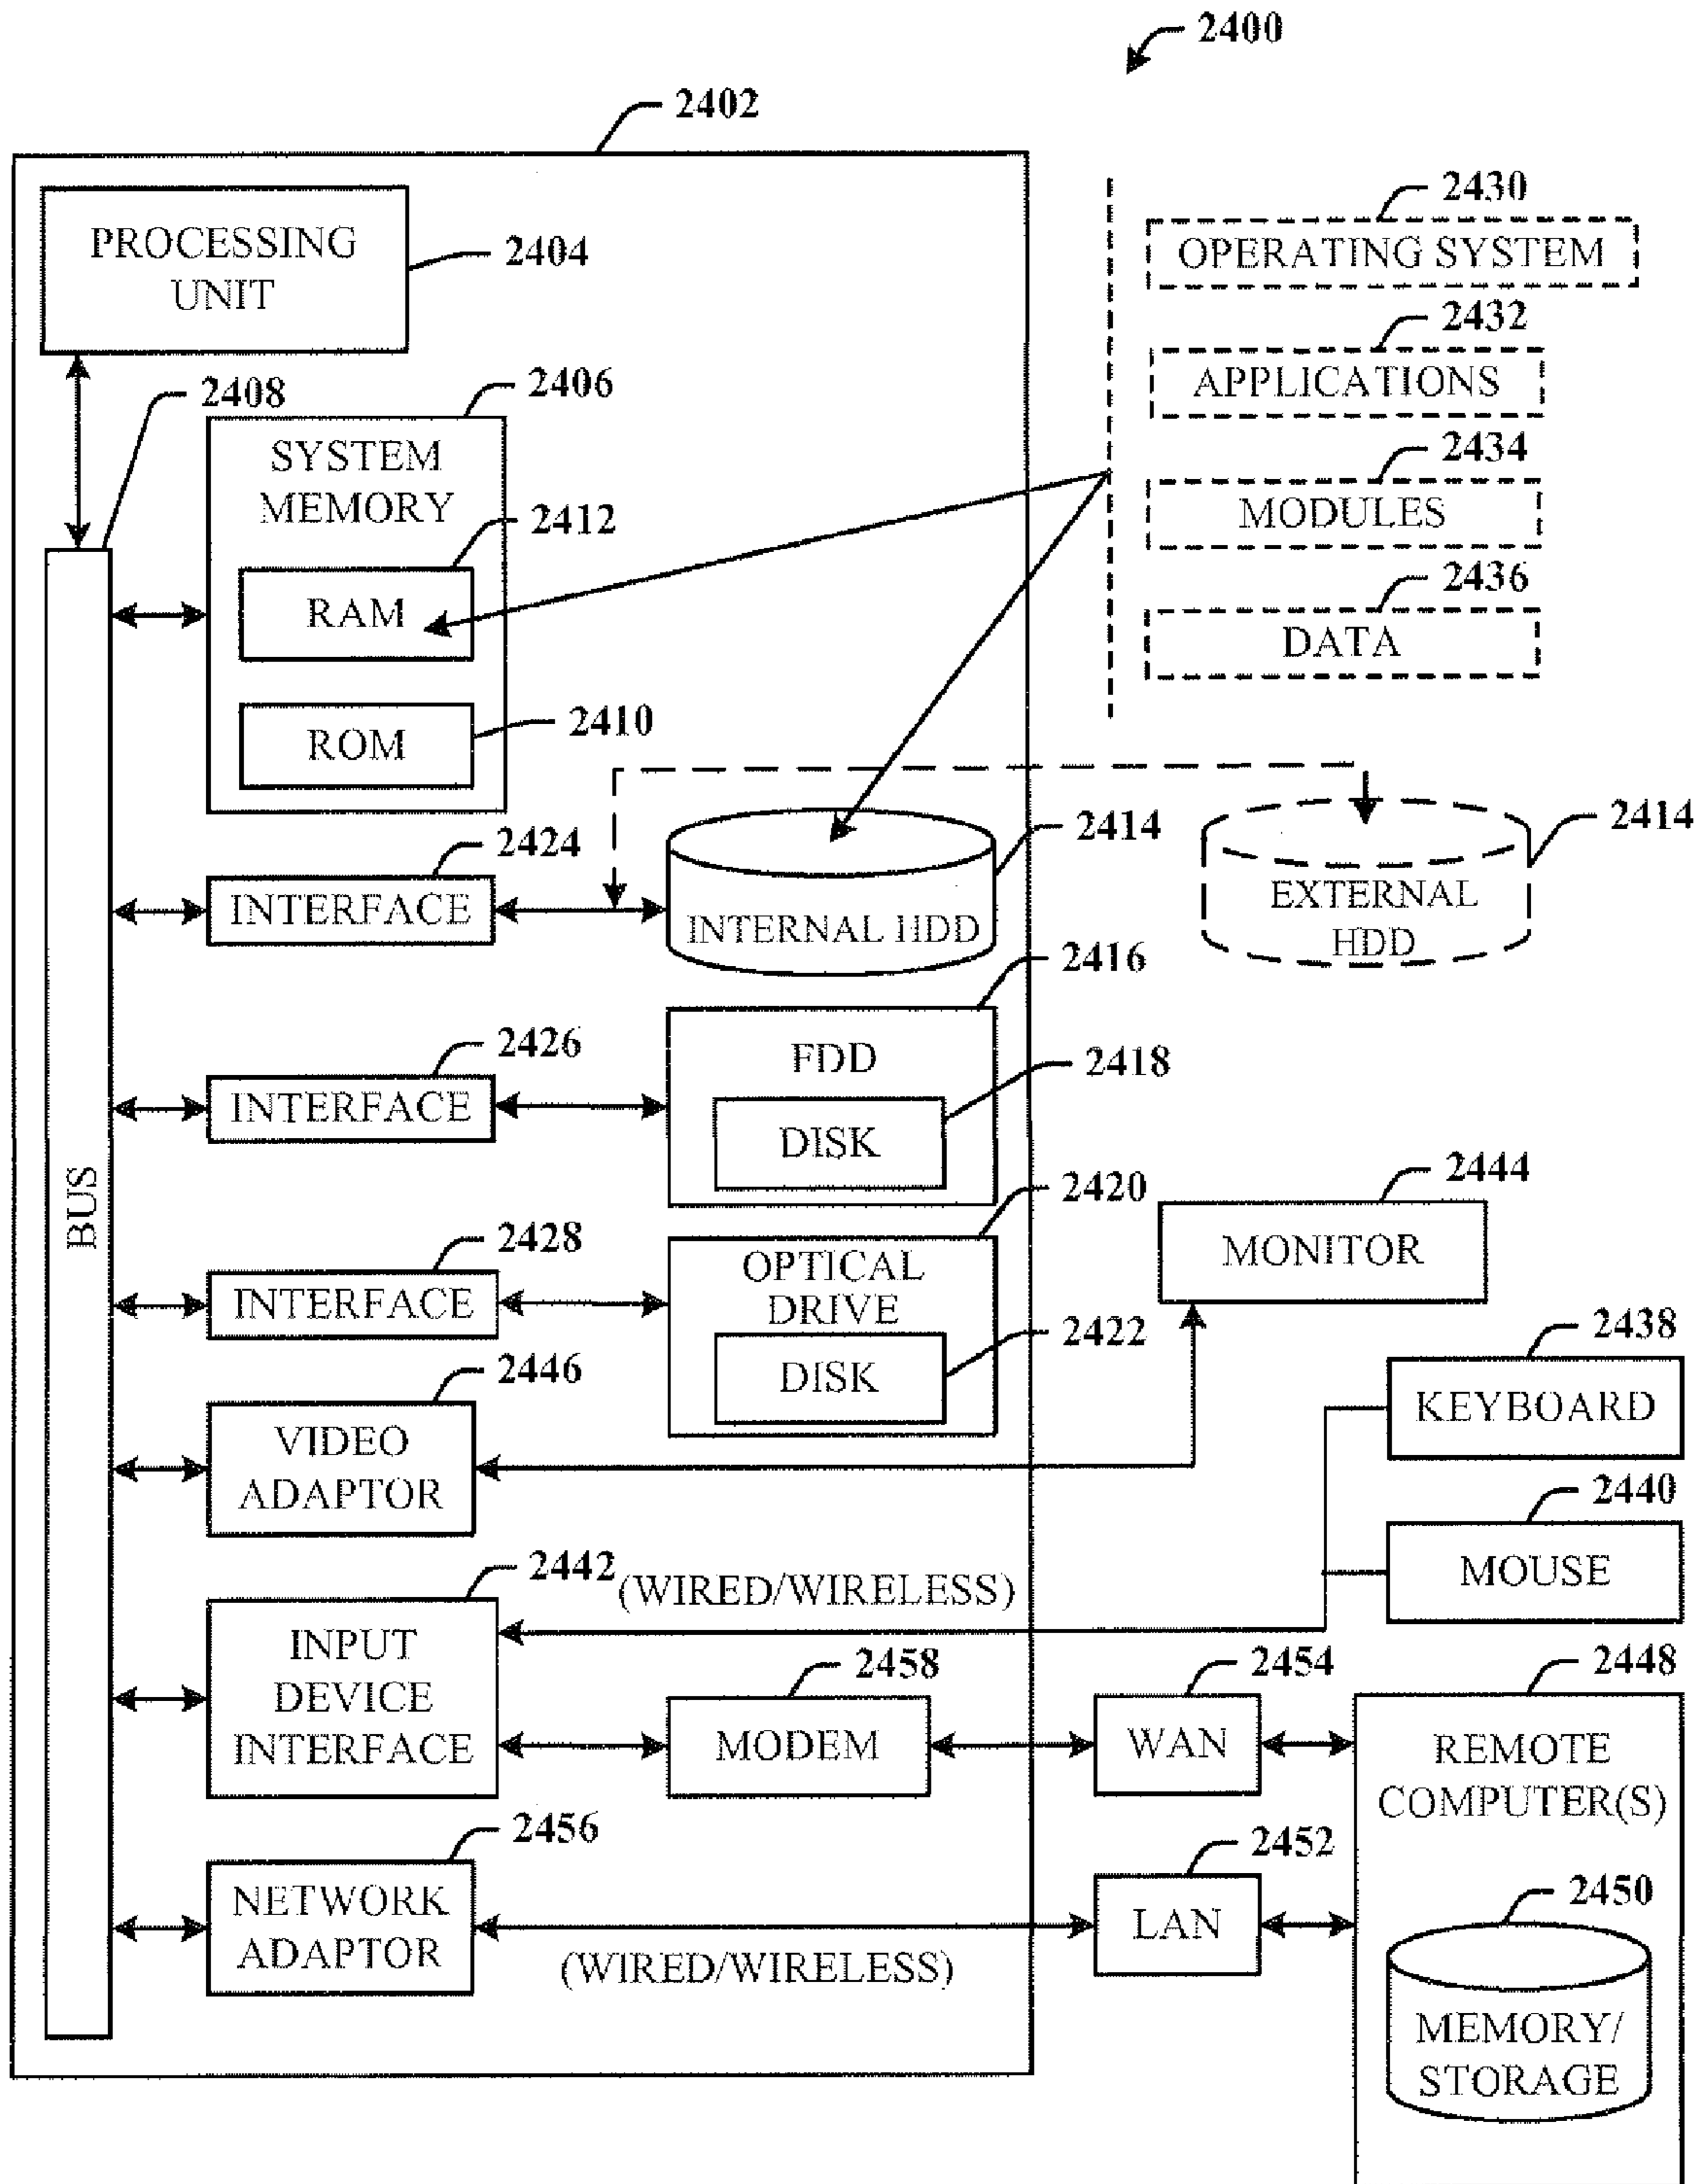 2400
2402
PROCESSING
UNIT
2404
2430
OPERATING SYSTEM
2432
APPLICATIONS
2434
MODULES
2436
DATA
2408
2406
SYSTEM
MEMORY
2412
RAM
2410
ROM
BUS
2424
INTERFACE
2414
INTERNAL HDD
2414
EXTERNAL
HDD
2426
INTERFACE
2416
FDD
2418
DISK
2428
INTERFACE
2420
OPTICAL
DRIVE
2422
DISK
2444
MONITOR
2446
VIDEO
ADAPTOR
2438
KEYBOARD
2440
MOUSE
2442
(WIRED/WIRELESS)
INPUT
DEVICE
INTERFACE
2458
MODEM
2454
WAN
2448
REMOTE
COMPUTER(S)
2456
NETWORK
ADAPTOR
(WIRED/WIRELESS)
2452
LAN
2450
MEMORY/
STORAGE